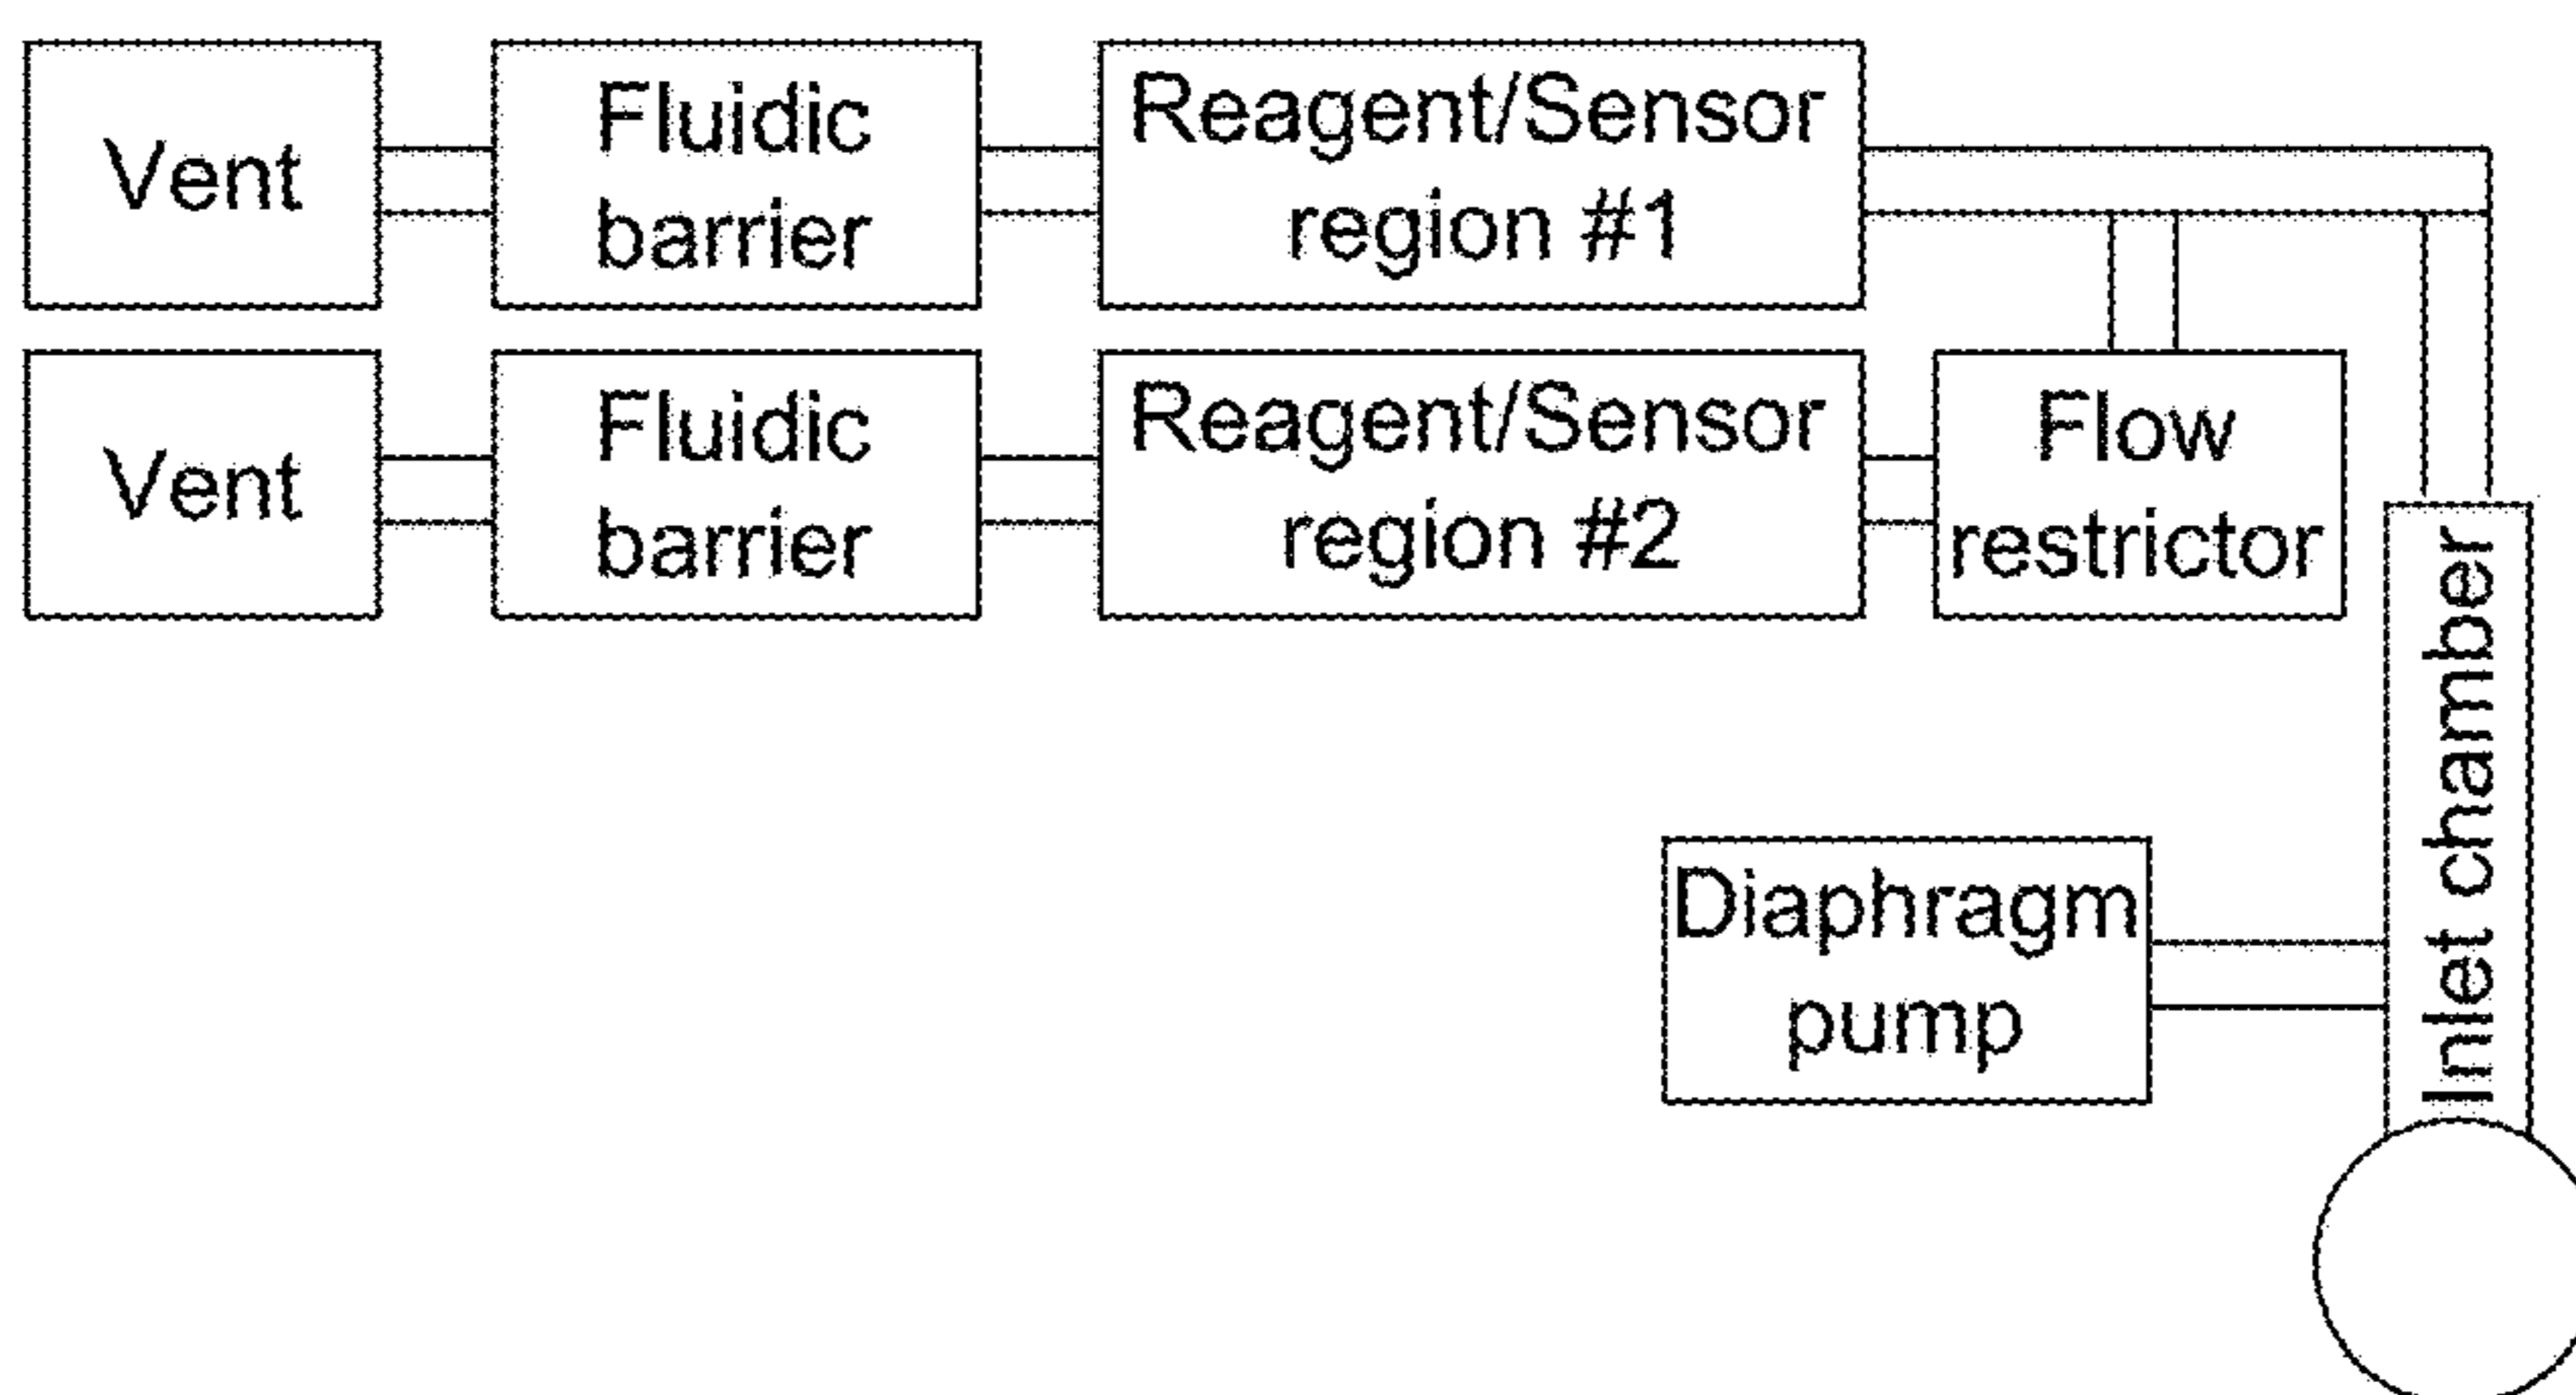 Vent
Fluidic
barrier
Reagent/Sensor
region #1
Vent
Fluidic
barrier
Reagent/Sensor
region #2
Flow
restrictor
Inlet chamber
Diaphragm
pump